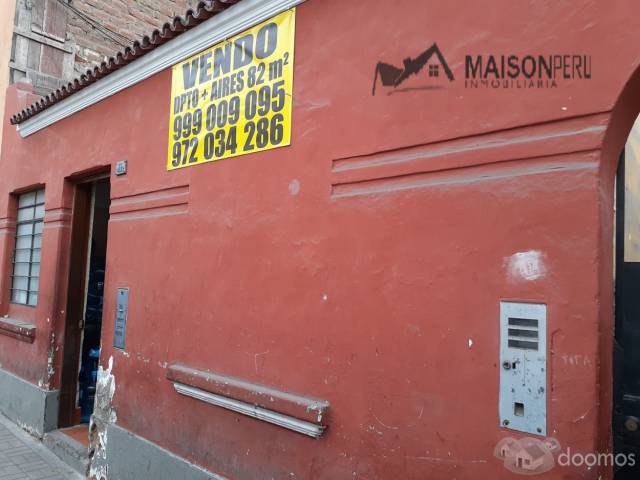 VENDO
DPTO + AIRES 82 m²
999 009 095
972 034 286
MAISONPERU
INMOBILIARIA
doomos